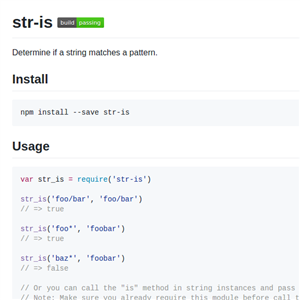 str-is build passing
Determine if a string matches a pattern.
Install
npm install --save str-is
Usage
var str_is = require('str-is')
str_is('foo/bar', 'foo/bar')
// => true
str_is('foo*', 'foobar')
// => true
str_is('baz*', 'foobar')
// => false
// Or you can call the "is" method in string instances and pass
// Note: Make sure you already require this module before call t